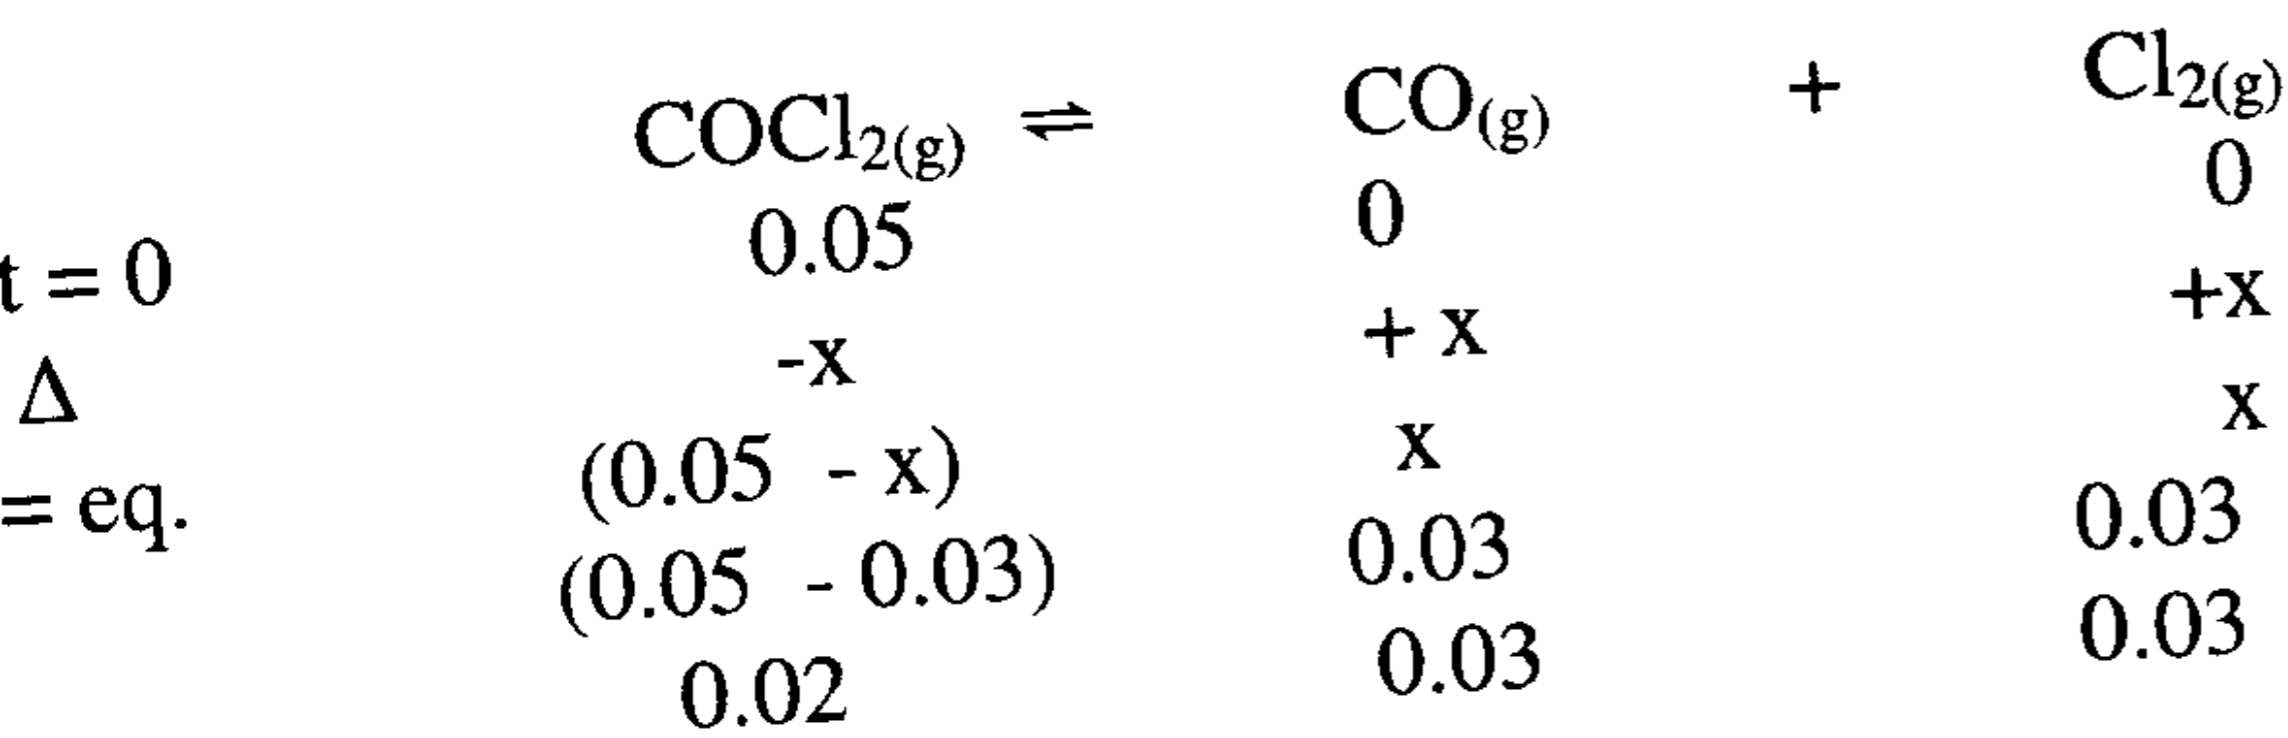 COCl₂(g) ⇌ CO(g) + Cl₂(g)
t = 0 0.05 0 0
Δ -x + x +x
= eq. (0.05 - x) x x
(0.05 - 0.03) 0.03 0.03
0.02 0.03 0.03